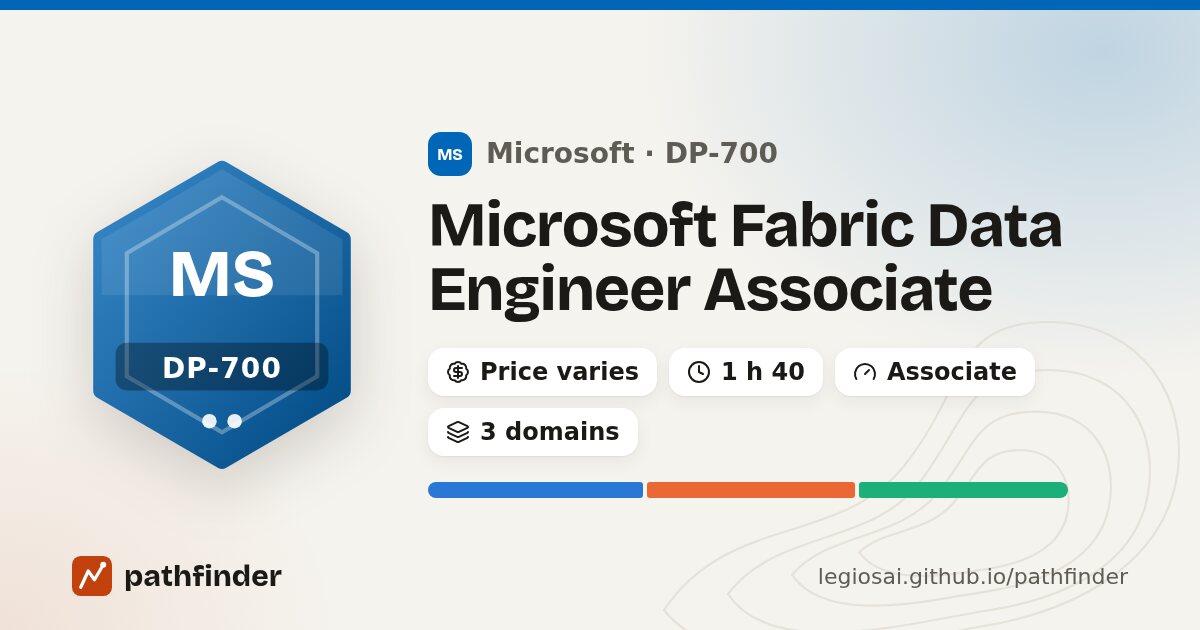 MS
DP-700
MS
Microsoft · DP-700
Microsoft Fabric Data
Engineer Associate
Price varies
1 h 40
Associate
3 domains
pathfinder
legiosai.github.io/pathfinder